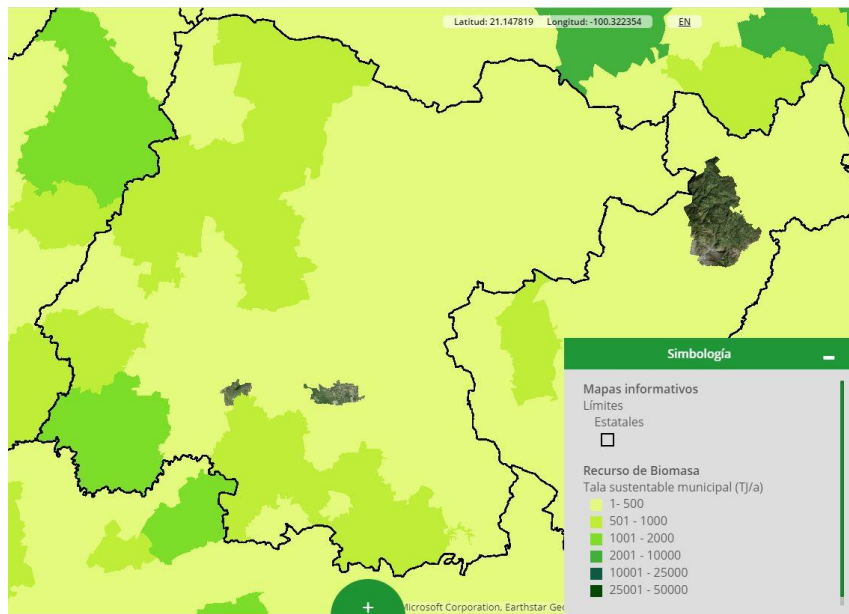 Latitud: 21.147819 Longitud: -100.322354 EN
Simbología
Mapas informativos
Límites
Estatales
Recurso de Biomasa
Tala sustentable municipal (TJ/a)
1- 500
501 - 1000
1001 - 2000
2001 - 10000
10001 - 25000
25001 - 50000
+
Microsoft Corporation, Earthstar Geo